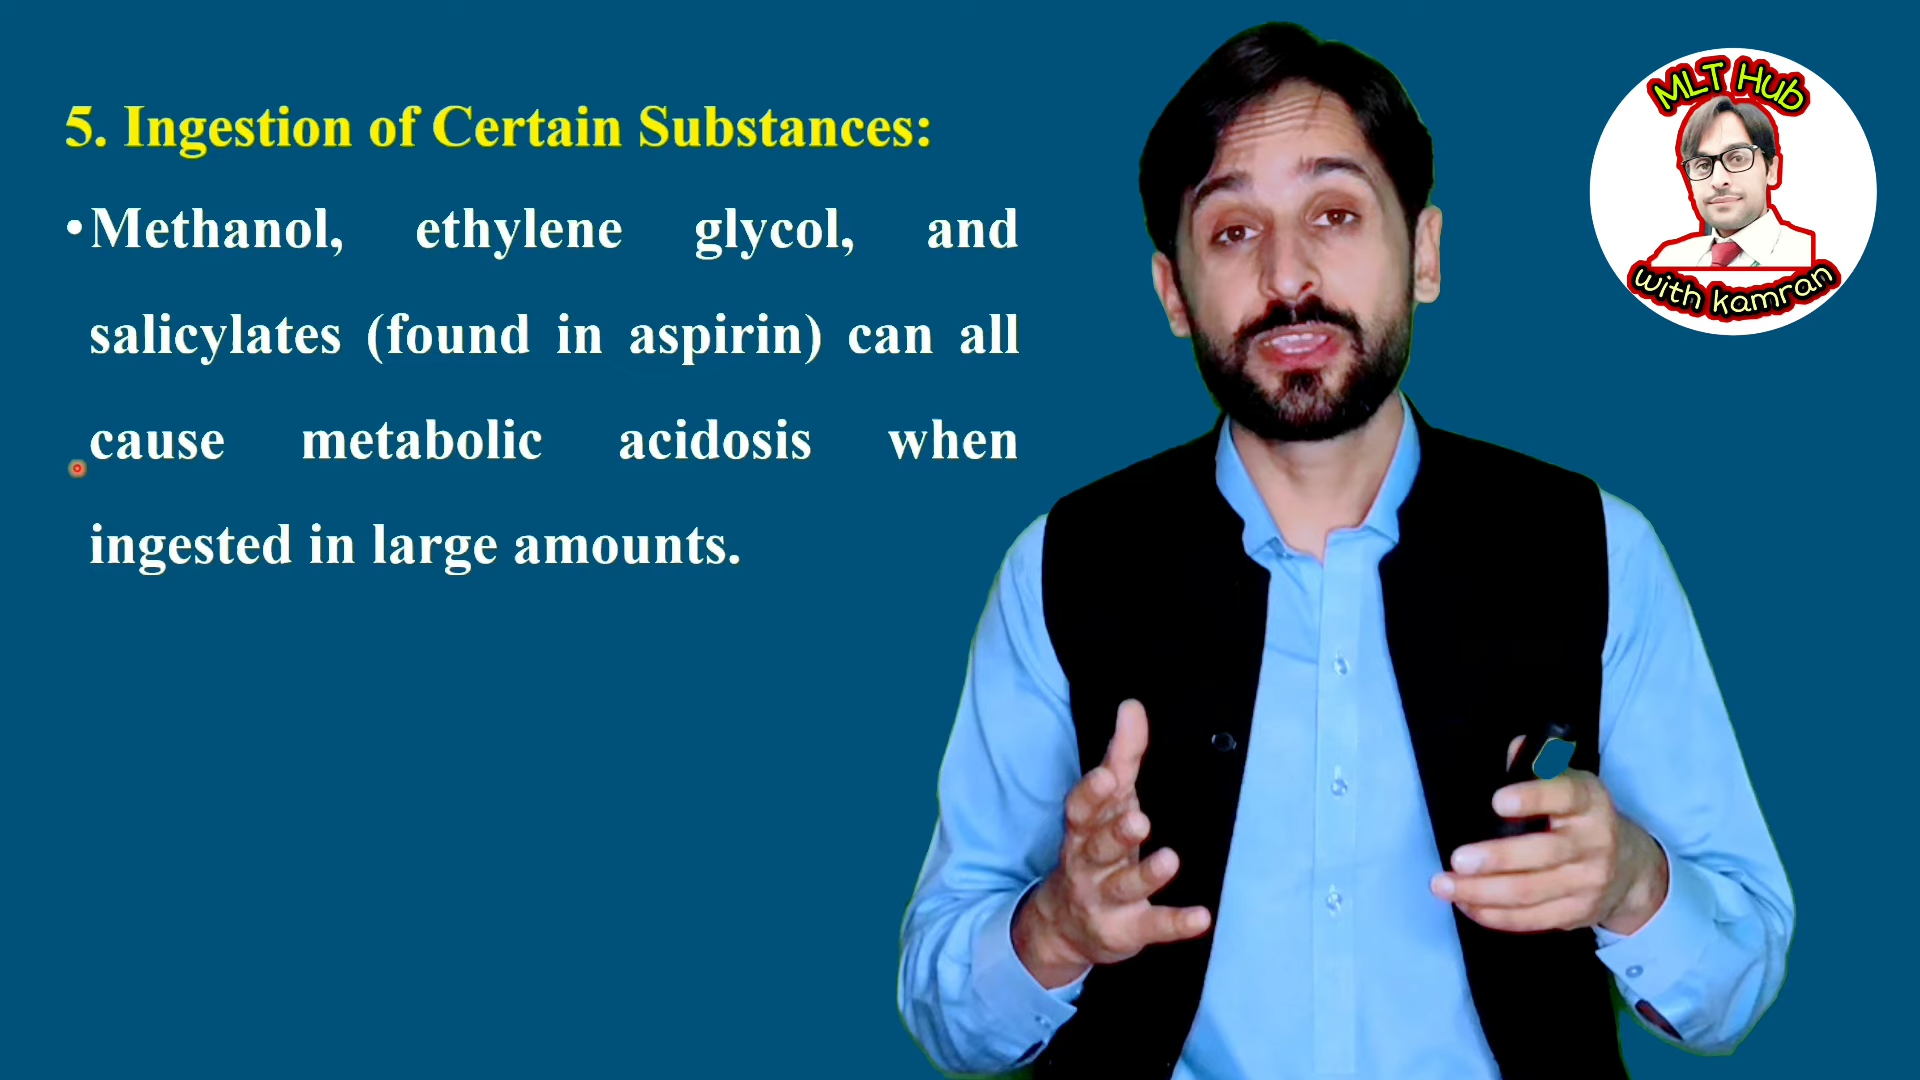 5. Ingestion of Certain Substances:
•Methanol, ethylene glycol, and
salicylates (found in aspirin) can all
cause metabolic acidosis when
ingested in large amounts.
MLT Hub
with kamran